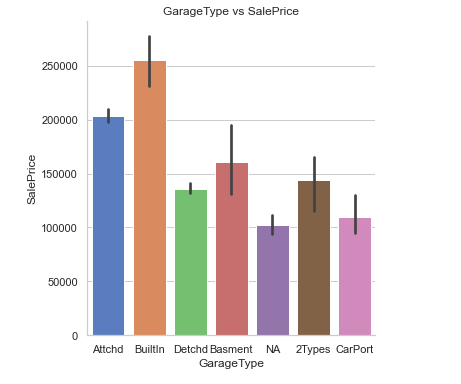 GarageType vs SalePrice
SalePrice
250000
200000
150000
100000
50000
0
Attchd BuiltIn Detchd Basment NA 2Types CarPort
GarageType